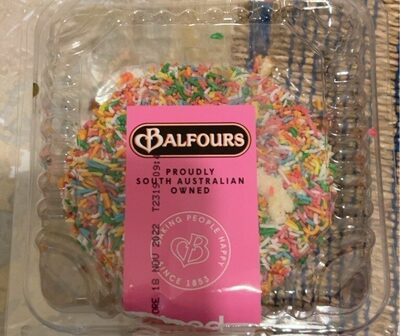 BALFOURS
PROUDLY
SOUTH AUSTRALIAN
OWNED
PEOPLE HAPPY
B
SINCE 1853
18 NOV 2022